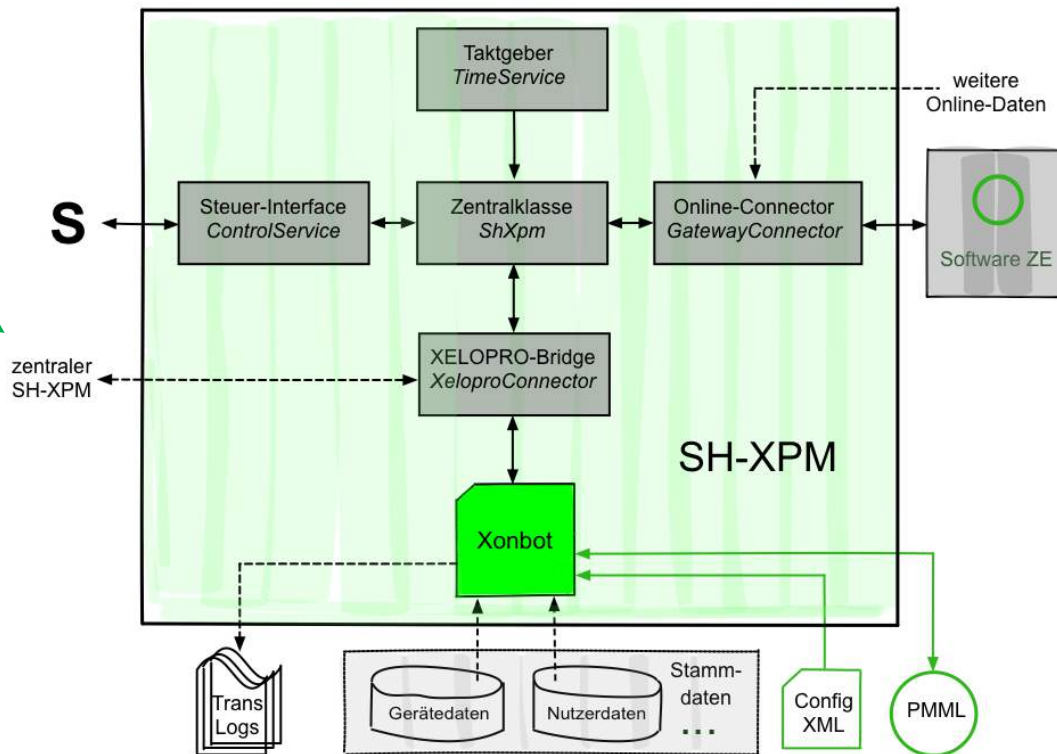 Taktgeber
TimeService
weitere
Online-Daten
S
Steuer-Interface
ControlService
Zentralklasse
ShXpm
Online-Connector
GatewayConnector
Software ZE
zentraler
SH-XPM
XELOPRO-Bridge
XeloproConnector
SH-XPM
Xonbot
Trans
Logs
Gerätedaten
Nutzerdaten
Stamm-
daten
...
Config
XML
PMML